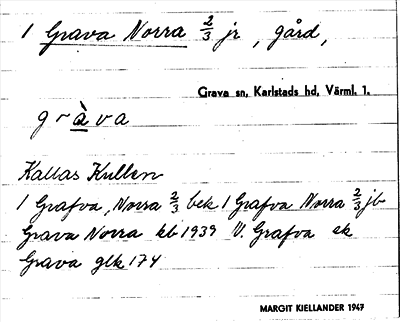 1 Grava Norra 2/3 jr, gård,
Grava sn, Karlstads hd, Värml. l.
gràva
Kallas Kullen
1 Grafva, Norra 2/3 bek 1 Grafva Norra 2/3 jb
Grava Norra kb 1939 N. Grafva ek
Grava glk 174
MARGIT KIELLANDER 1947